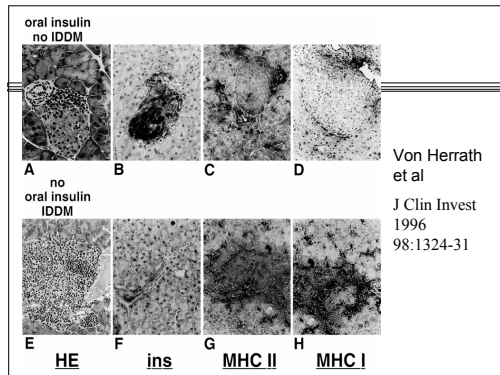 oral insulin
no IDDM
A
B
C
D
no
oral insulin
IDDM
E
F
G
H
HE
ins
MHC II
MHC I
Von Herrath
et al
J Clin Invest
1996
98:1324-31